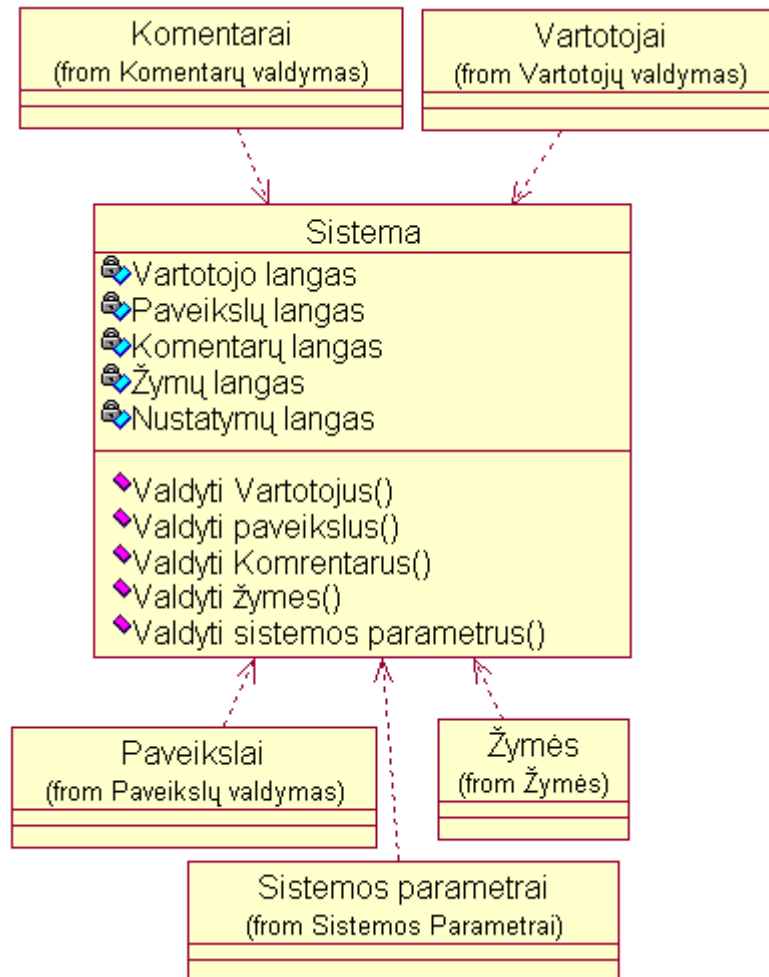 Komentarai
(from Komentarų valdymas)
Vartotojai
(from Vartotojų valdymas)
Sistema
Vartotojo langas
Paveikslų langas
Komentarų langas
Žymų langas
Nustatymų langas
Valdyti Vartotojus()
Valdyti paveikslus()
Valdyti Komrentarus()
Valdyti žymes()
Valdyti sistemos parametrus()
Paveikslai
(from Paveikslų valdymas)
Žymės
(from Žymės)
Sistemos parametrai
(from Sistemos Parametrai)